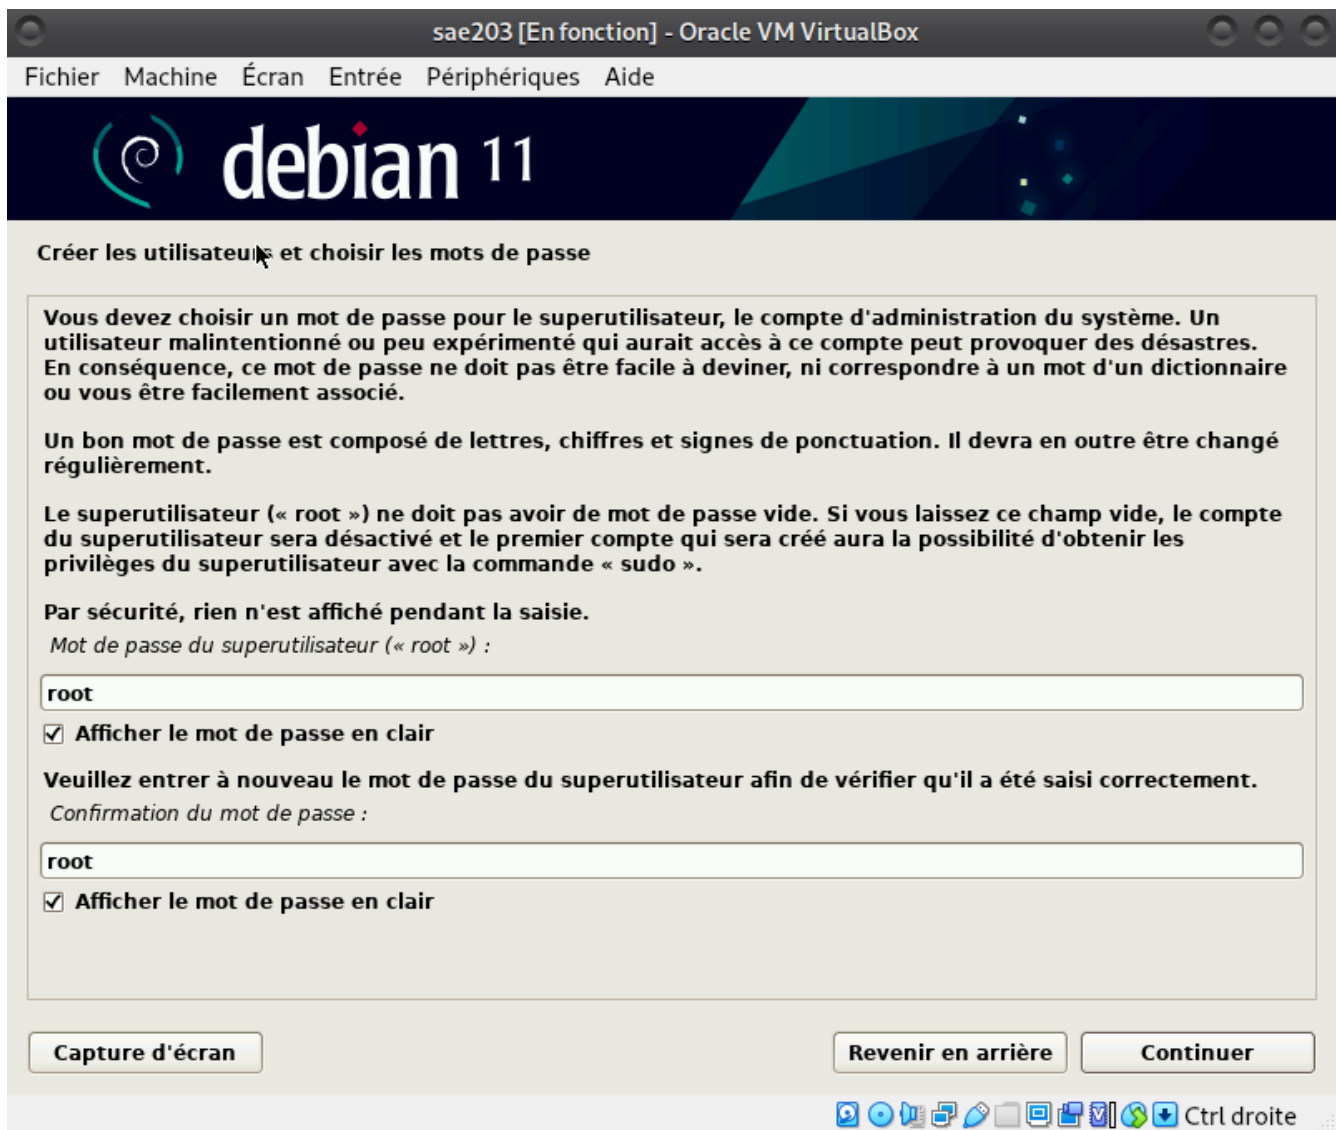 sae203 [En fonction] - Oracle VM VirtualBox
Fichier Machine Écran Entrée Périphériques Aide
debian 11
Créer les utilisateurs et choisir les mots de passe
Vous devez choisir un mot de passe pour le superutilisateur, le compte d'administration du système. Un
utilisateur malintentionné ou peu expérimenté qui aurait accès à ce compte peut provoquer des désastres.
En conséquence, ce mot de passe ne doit pas être facile à deviner, ni correspondre à un mot d'un dictionnaire
ou vous être facilement associé.
Un bon mot de passe est composé de lettres, chiffres et signes de ponctuation. Il devra en outre être changé
régulièrement.
Le superutilisateur (« root ») ne doit pas avoir de mot de passe vide. Si vous laissez ce champ vide, le compte
du superutilisateur sera désactivé et le premier compte qui sera créé aura la possibilité d'obtenir les
privilèges du superutilisateur avec la commande « sudo ».
Par sécurité, rien n'est affiché pendant la saisie.
Mot de passe du superutilisateur (« root ») :
root
Afficher le mot de passe en clair
Veuillez entrer à nouveau le mot de passe du superutilisateur afin de vérifier qu'il a été saisi correctement.
Confirmation du mot de passe :
root
Afficher le mot de passe en clair
Capture d'écran Revenir en arrière Continuer
Ctrl droite